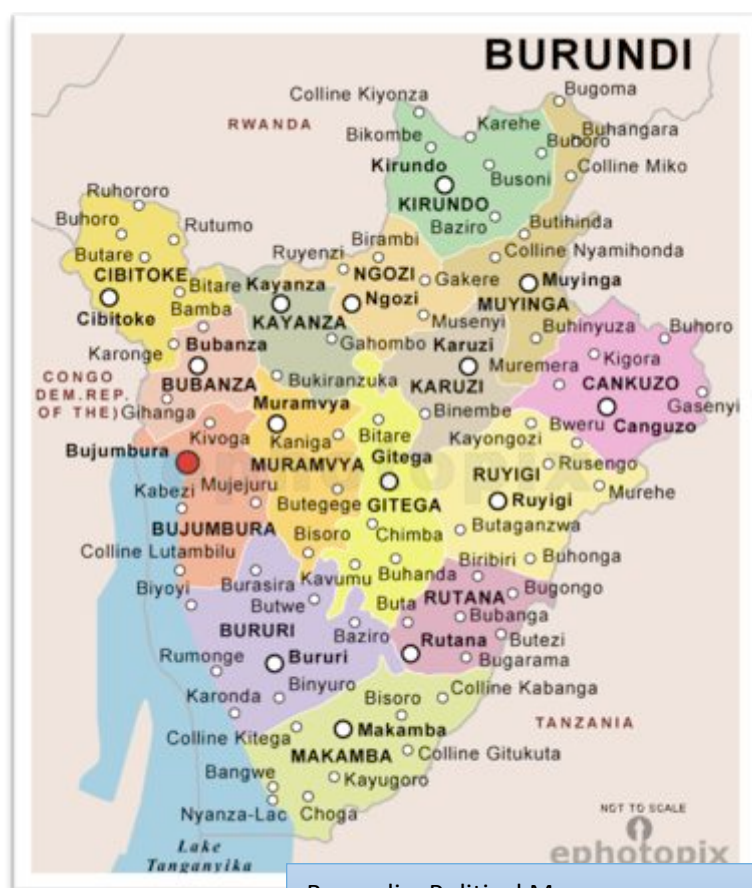 BURUNDI
Bugoma
Colline Kiyonza
RWANDA
Karehe
Buhangara
Bikombe
Buhoro
Kirundo
Colline Miko
Busoni
Ruhororo
KIRUNDO
Buhoro
Rutumo
Baziro
Butihinda
Birambi
Butare
Ruyenzi
Colline Nyamihonda
CIBITOKE
NGOZI
Bitare
Kayanza
Gakere
Muyinga
Cibitoke
Ngozi
MUYINGA
Bamba
KAYANZA
Musenyi
Buhinyuza
Buhoro
Karonge
Bubanza
Gahombo
Karuzi
Kigora
Muremera
CONGO
DEM.REP.
OF THE)
BUBANZA
Bukiranzuka
KARUZI
CANKUZO
Gihanga
Muramvya
Binembe
Gasenyi
Kivoga
Kaniga
Bitare
Bweru
Canguzo
Bujumbura
Gitega
Kayongozi
MURAMVYA
RUYIGI
Rusengo
Kabezi
Mujejuru
Butegege
GITEGA
Ruyigi
Murehe
BUJUMBURA
Bisoro
Chimba
Butaganzwa
Colline Lutambilu
Biribiri
Buhonga
Biyoyi
Burasira
Kavumu
Buhanda
Bugongo
Butwe
Buta
RUTANA
Bubanga
BURURI
Baziro
Rutana
Butezi
Rumonge
Bururi
Bugarama
Karonda
Binyuro
Bisoro
Colline Kabanga
Colline Kitega
Makamba
TANZANIA
MAKAMBA
Colline Gitukuta
Bangwe
Kayugoro
Nyanza-Lac
Choga
NOT TO SCALE
Lake
Tanganyika
ephotopix